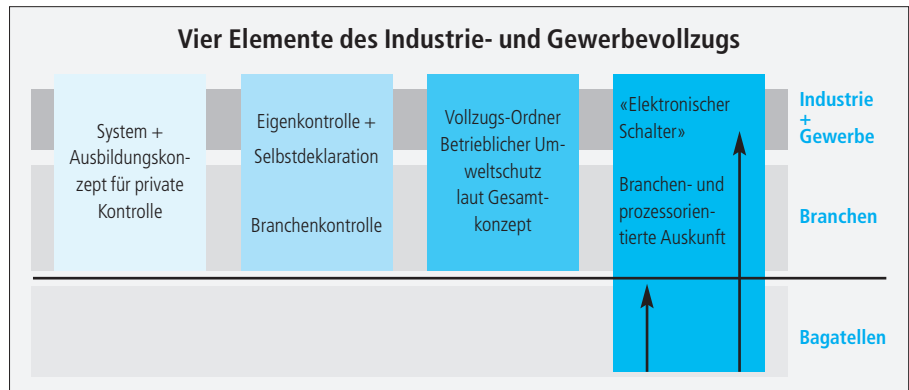 Vier Elemente des Industrie- und Gewerbevollzugs
System +
Ausbildungskon-
zept für private
Kontrolle
Eigenkontrolle +
Selbstdeklaration
Branchenkontrolle
Vollzugs-Ordner
Betrieblicher Um-
weltschutz
laut Gesamt-
konzept
«Elektronischer
Schalter»
Branchen- und
prozessorien-
tierte Auskunft
Industrie
+
Gewerbe
Branchen
Bagatellen